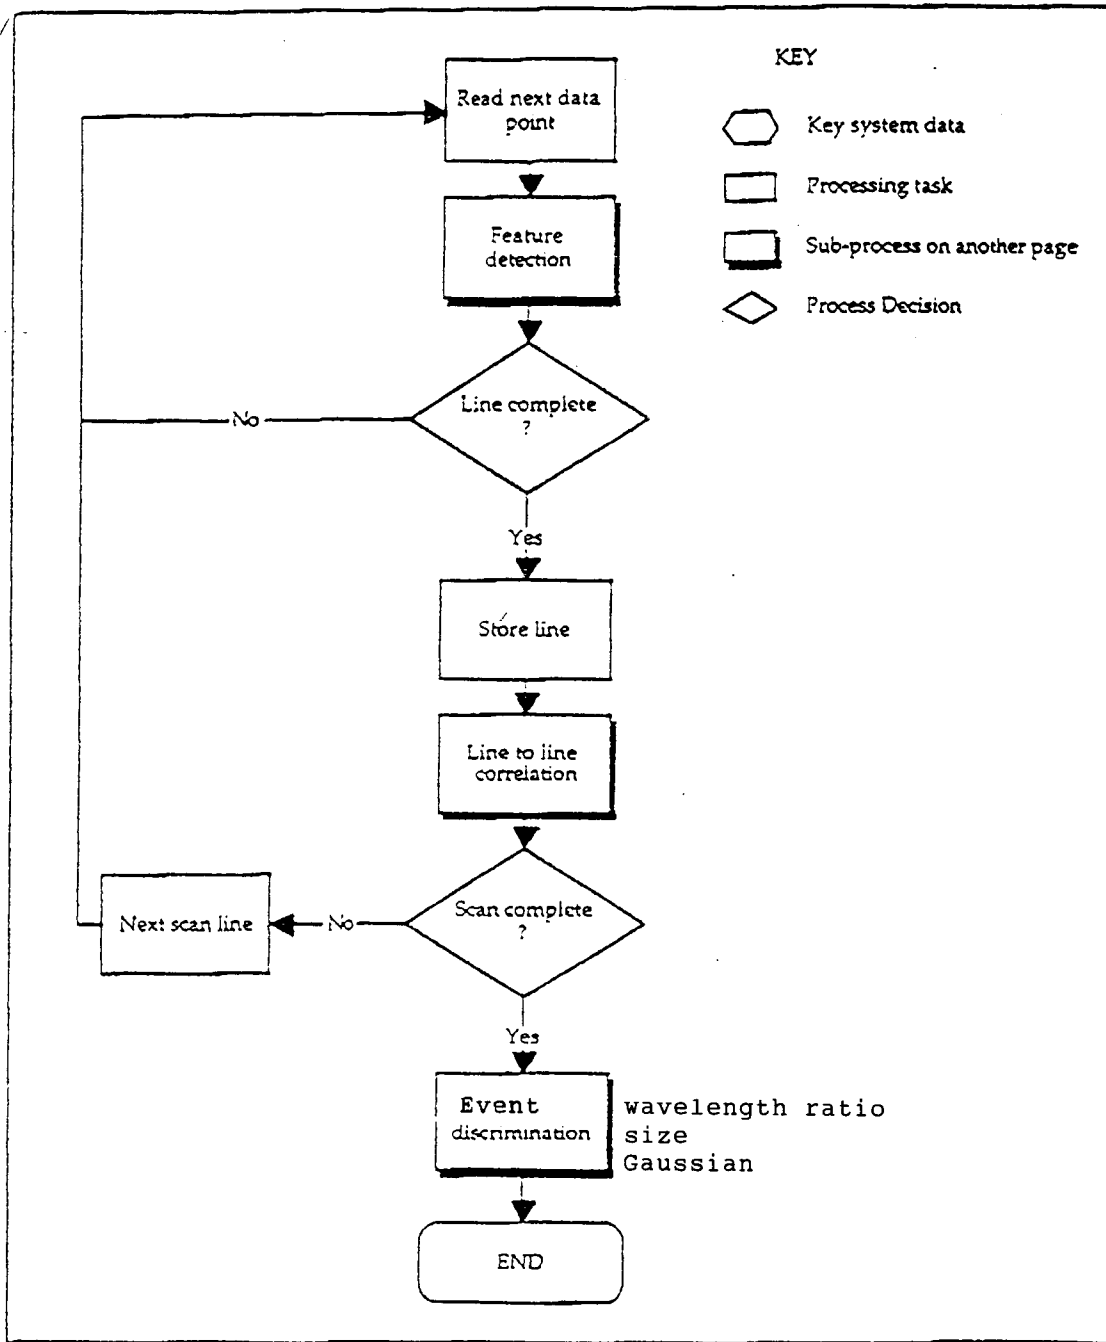 Read next data
point
Feature
detection
Line complete
?
No
Yes
Store line
Line to line
correlation
Scan complete
?
No
Next scan line
Yes
Event
discrimination
wavelength ratio
size
Gaussian
END
KEY
Key system data
Processing task
Sub-process on another page
Process Decision